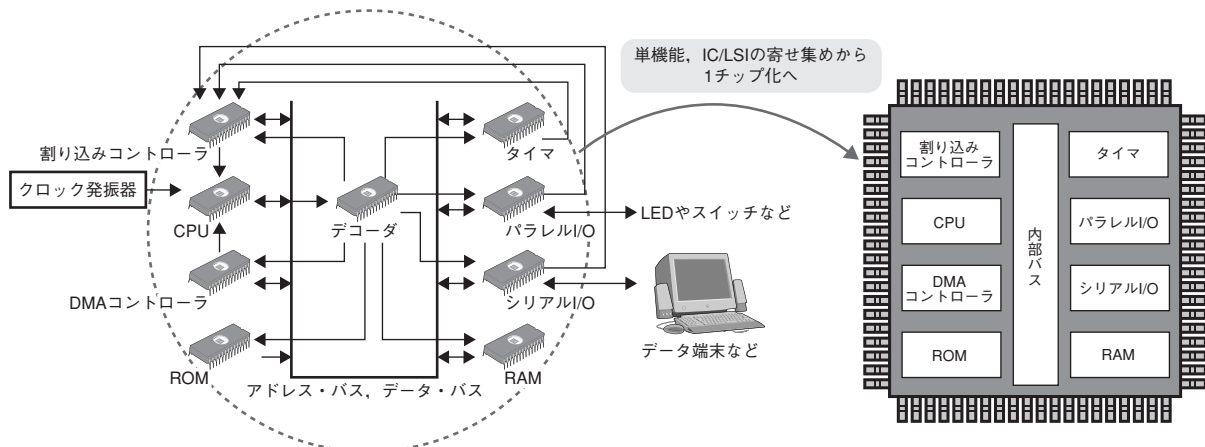 単機能，IC/LSIの寄せ集めから
1チップ化へ
割り込みコントローラ
クロック発振器
CPU
DMAコントローラ
ROM
デコーダ
アドレス・バス，データ・バス
タイマ
パラレルI/O
シリアルI/O
RAM
LEDやスイッチなど
データ端末など
割り込み
コントローラ
CPU
DMA
コントローラ
ROM
内部バス
タイマ
パラレルI/O
シリアルI/O
RAM